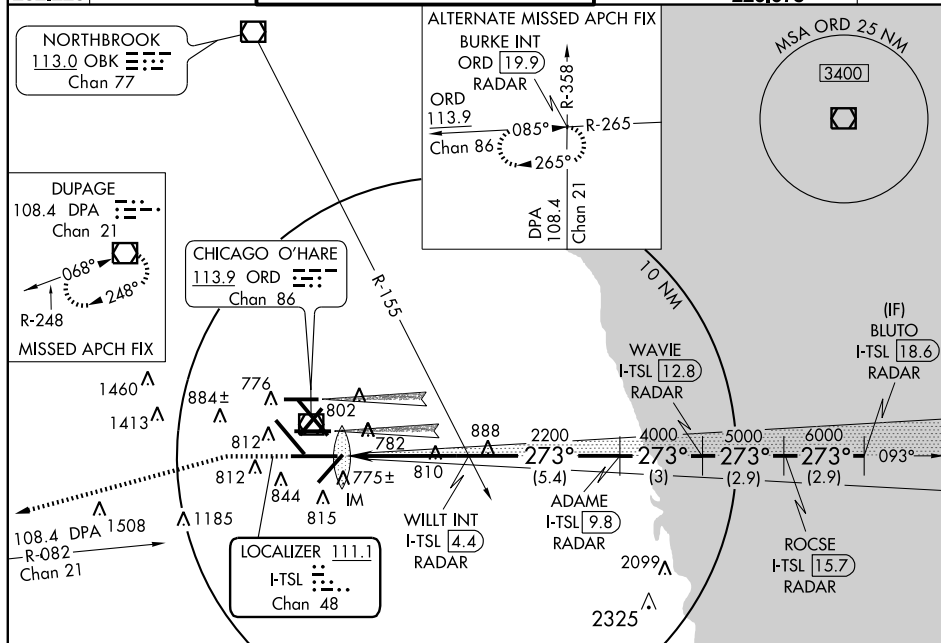 NORTHBROOK
113.0 OBK
Chan 77
ALTERNATE MISSED APCH FIX
BURKE INT
ORD 19.9
RADAR
R-358
ORD
113.9
Chan 86
085°
R-265
265°
DPA
108.4
Chan 21
MSA ORD 25 NM
3400
DUPAGE
108.4 DPA
Chan 21
068°
248°
R-248
MISSED APCH FIX
CHICAGO O'HARE
113.9 ORD
Chan 86
R-155
10 NM
(IF)
BLUTO
I-TSL 18.6
RADAR
WAVIE
I-TSL 12.8
RADAR
1460
1413
884±
776
802
812
782
888
2200
4000
5000
6000
273°
273°
273°
273°
093°
(5.4)
(3)
(2.9)
(2.9)
812
844
775±
810
IM
815
1185
1508
108.4 DPA
R-082
Chan 21
LOCALIZER 111.1
I-TSL
Chan 48
WILLT INT
I-TSL 4.4
RADAR
ADAME
I-TSL 9.8
RADAR
ROCSE
I-TSL 15.7
RADAR
2099
2325